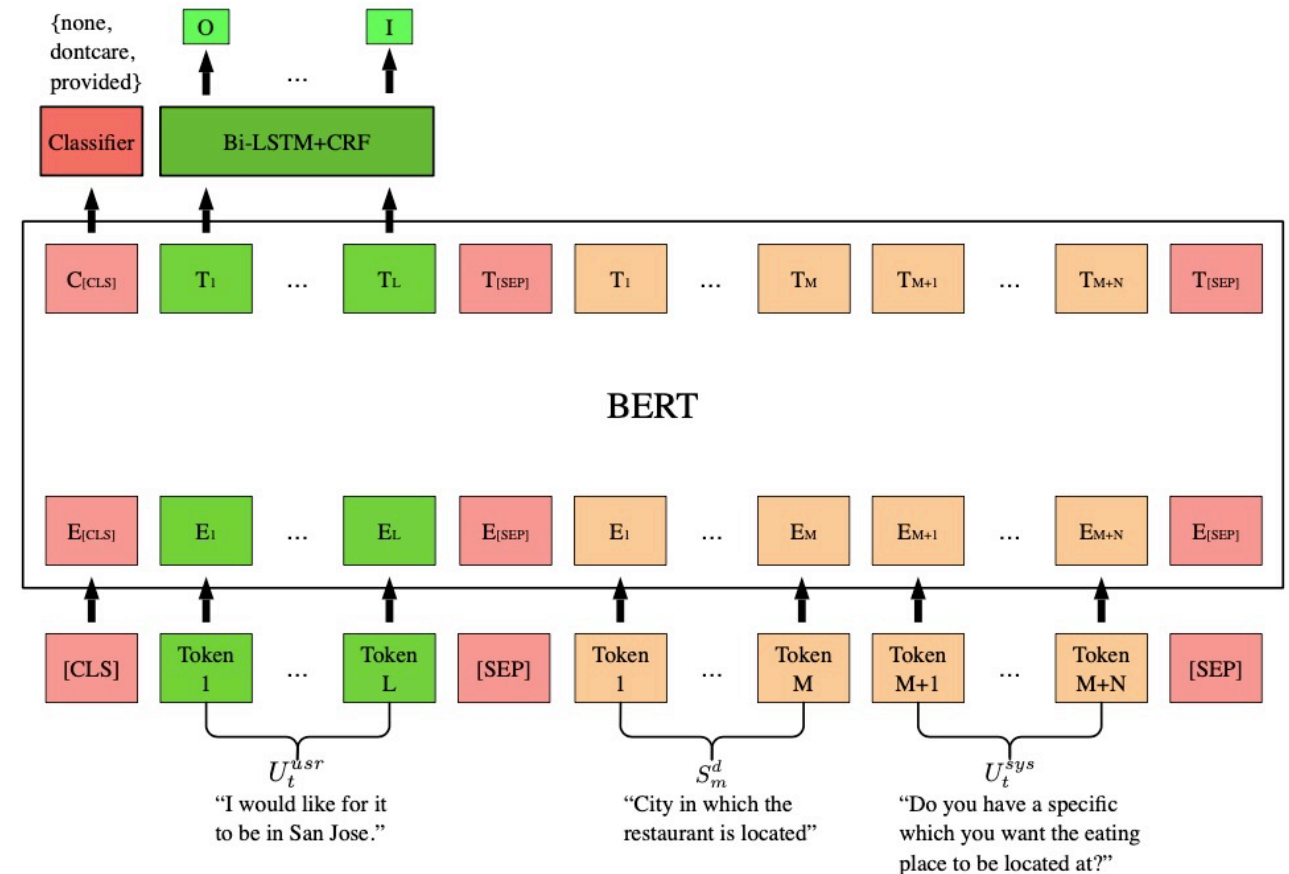 {none,
dontcare,
provided}
O ... I
Classifier Bi-LSTM+CRF
C[CLS] T1 ... TL T[SEP] T1 ... TM TM+1 ... TM+N T[SEP]
BERT
E[CLS] E1 ... EL E[SEP] E1 ... EM EM+1 ... EM+N E[SEP]
[CLS] Token 1 ... Token L [SEP] Token 1 ... Token M Token M+1 ... Token M+N [SEP]
U_t^{usr}
“I would like for it
to be in San Jose.”
S_m^d
“City in which the
restaurant is located”
U_t^{sys}
“Do you have a specific
which you want the eating
place to be located at?”